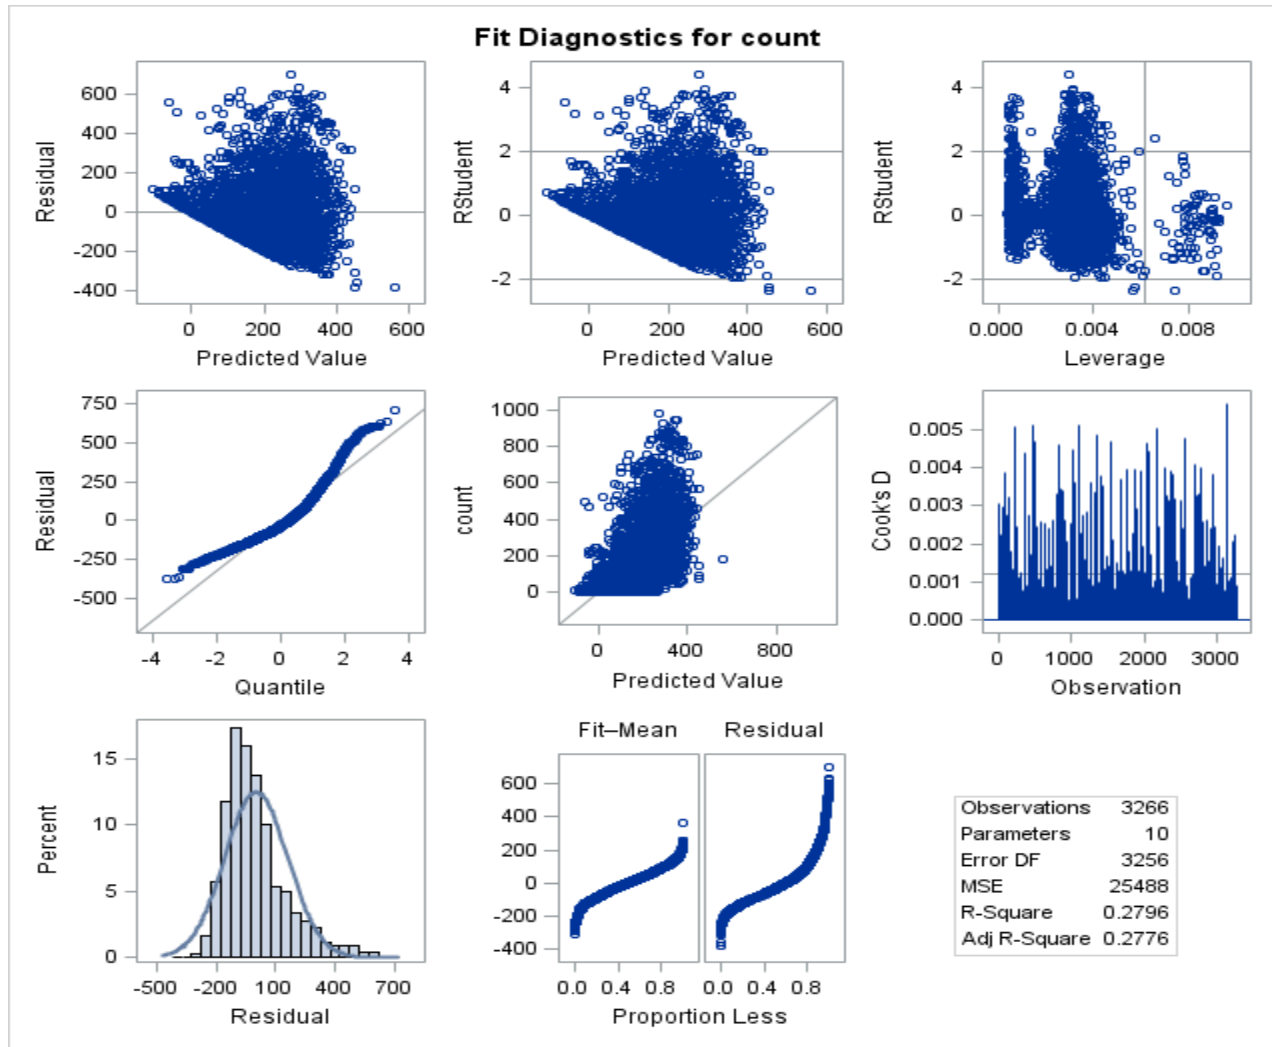 Fit Diagnostics for count
Residual
600
400
200
0
-200
-400
0 200 400 600
Predicted Value
RStudent
4
2
0
-2
0 200 400 600
Predicted Value
RStudent
4
2
0
-2
0.000 0.004 0.008
Leverage
Residual
750
500
250
0
-250
-500
-4 -2 0 2 4
Quantile
count
1000
800
600
400
200
0
0 400 800
Predicted Value
Cook's D
0.005
0.004
0.003
0.002
0.001
0.000
0 1000 2000 3000
Observation
Percent
15
10
5
0
-500 -200 100 400 700
Residual
Fit–Mean Residual
600
400
200
0
-200
-400
0.0 0.4 0.8 0.0 0.4 0.8
Proportion Less
Observations 3266
Parameters 10
Error DF 3256
MSE 25488
R-Square 0.2796
Adj R-Square 0.2776